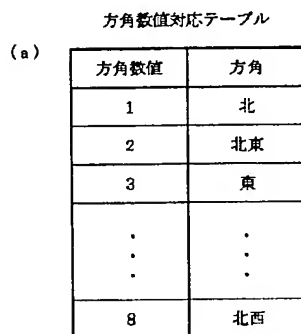 方角数値対応テーブル
(a)
方角数値 方角
1 北
2 北東
3 東
. .
. .
. .
8 北西